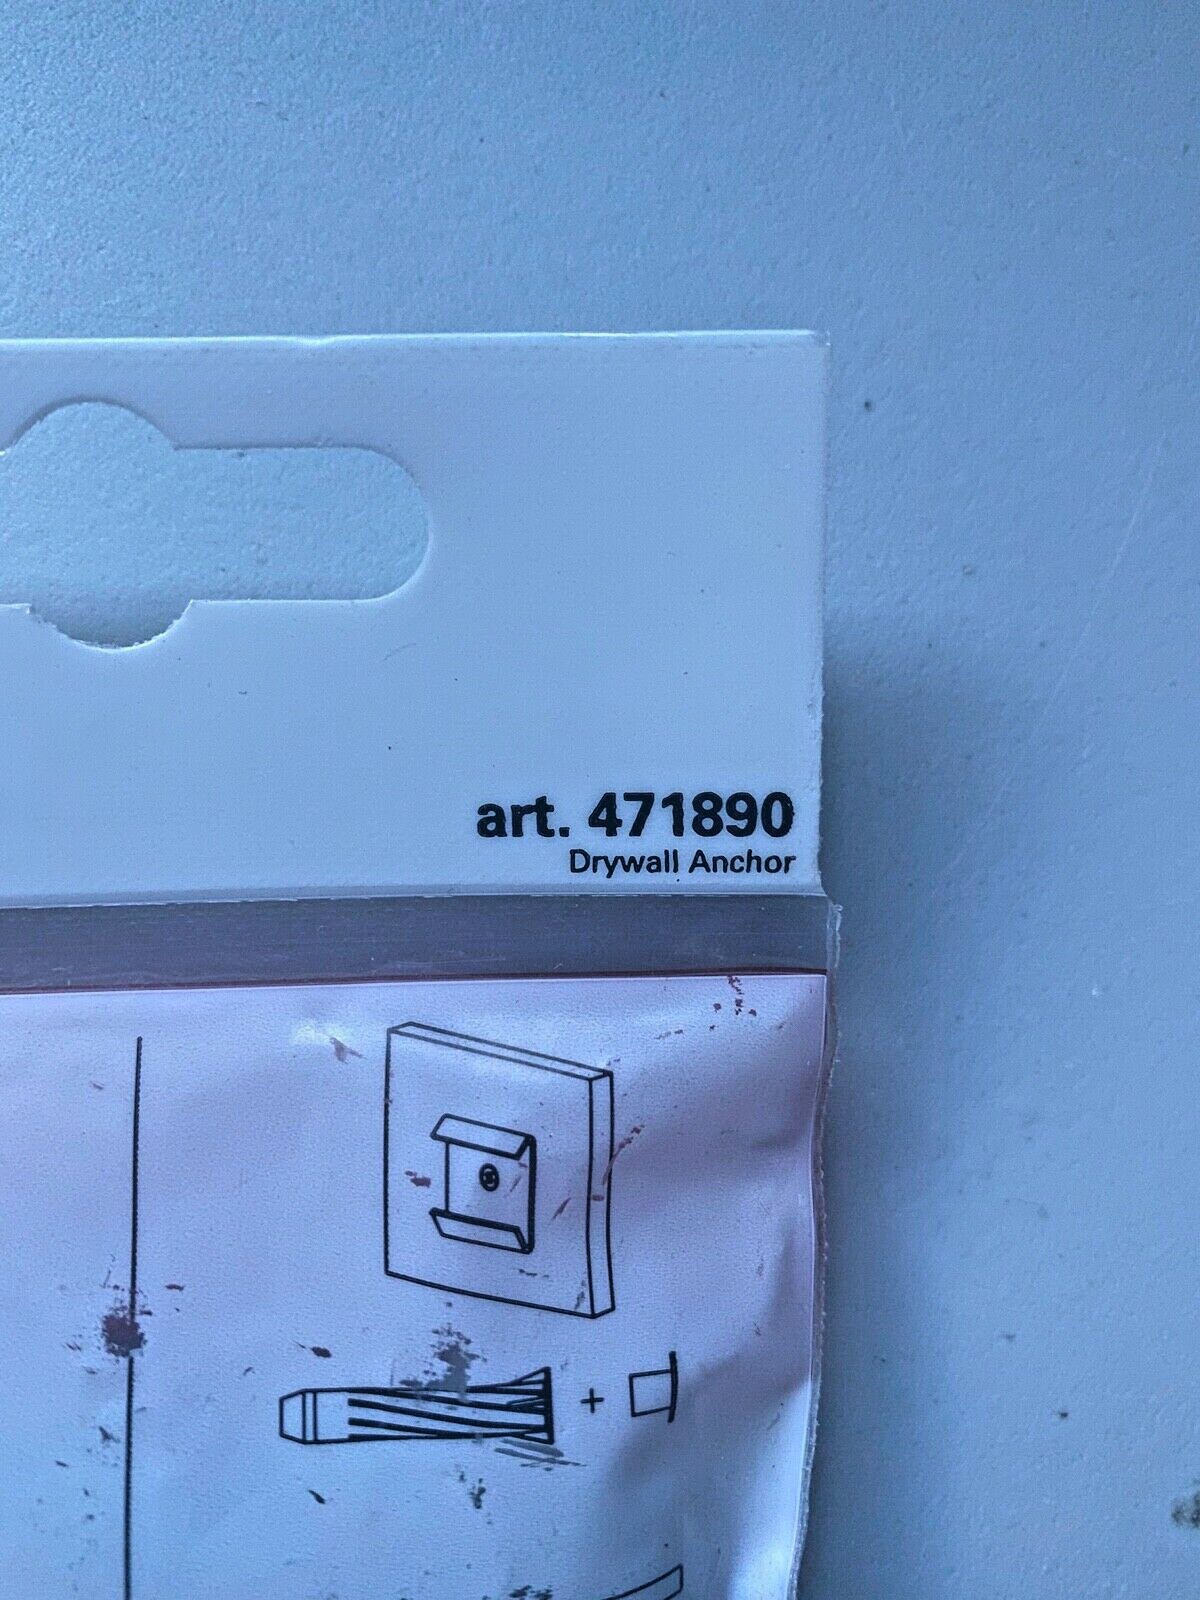 art. 471890
Drywall Anchor
+